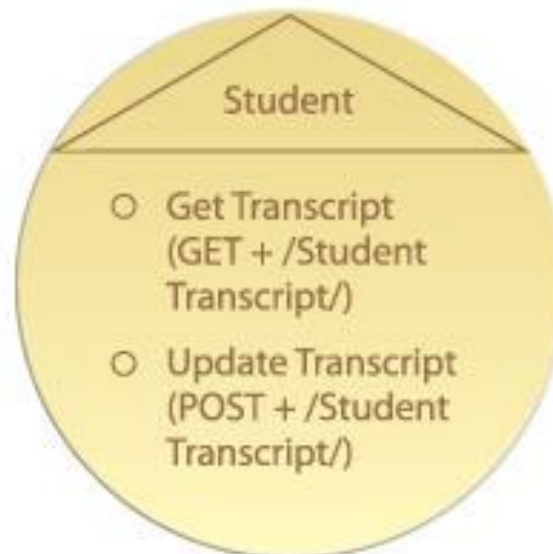 Student
Get Transcript
(GET + /Student
Transcript/)
Update Transcript
(POST + /Student
Transcript/)